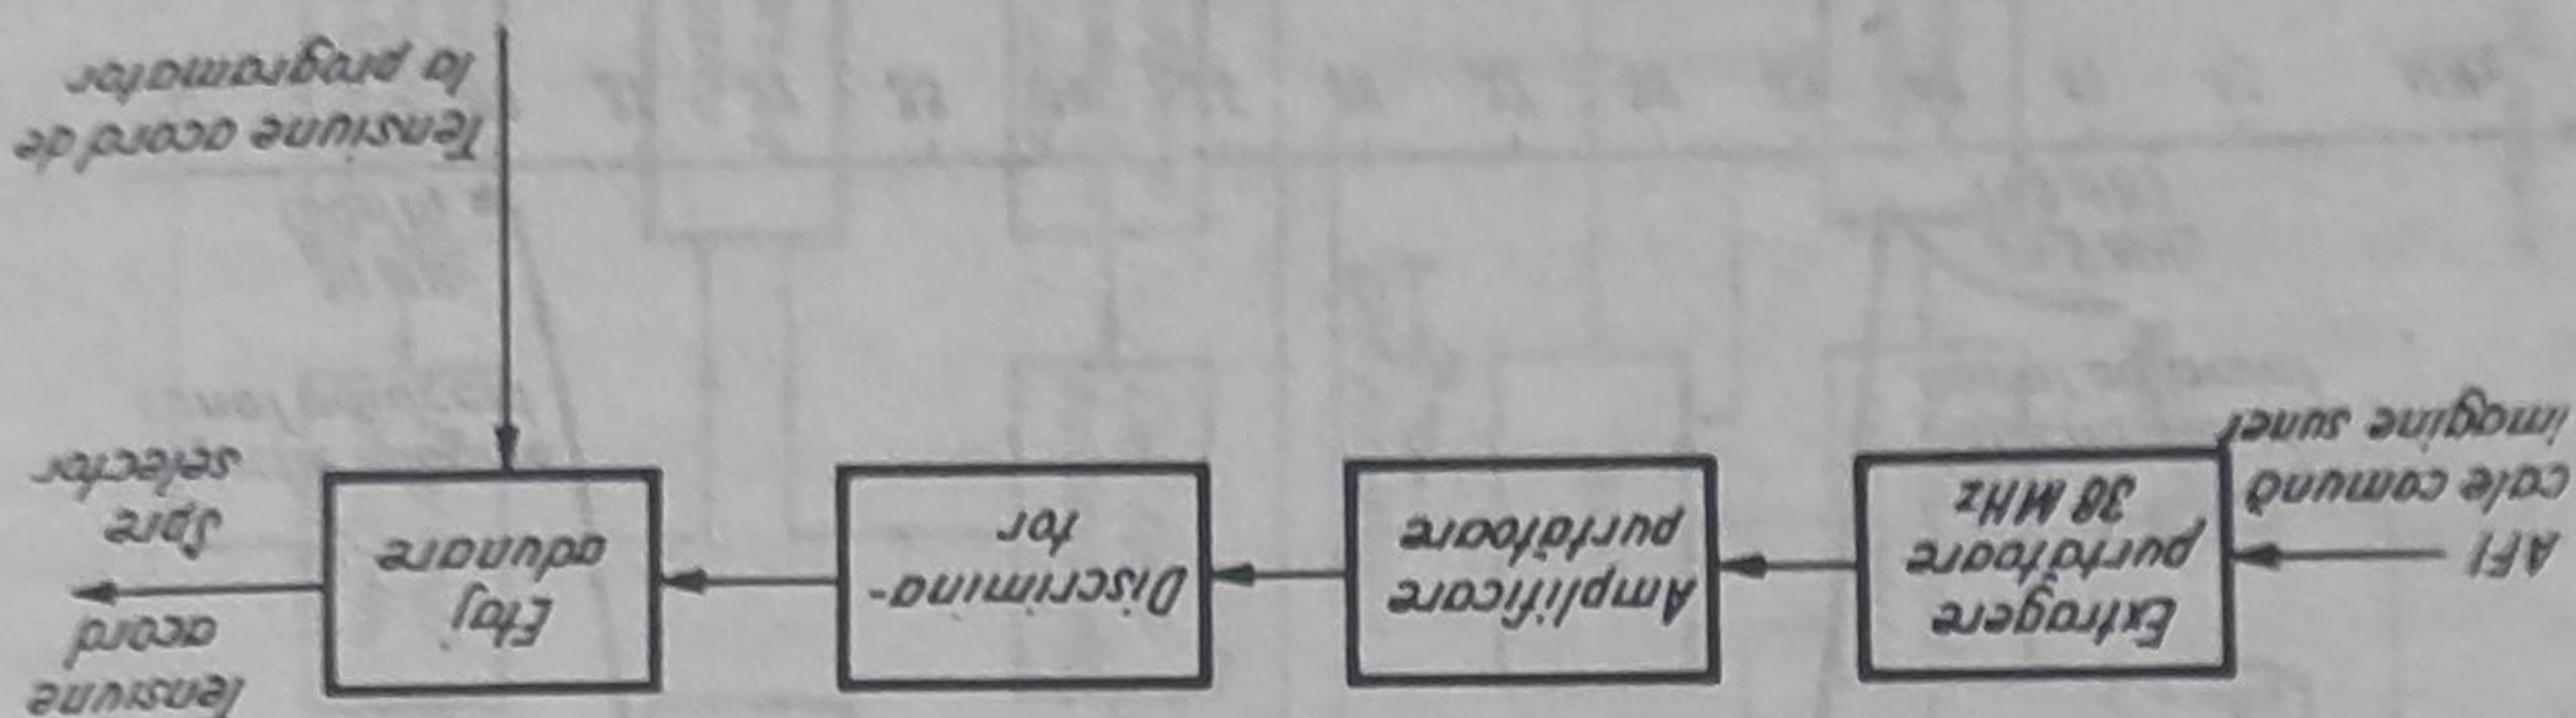 AFI
cale comună
imagine sunet
Extragere
purtătoare
38 MHz
Amplificare
purtătoare
Discrimina-
tor
Etaj
adunare
Tensiune
acord
Spre
selector
Tensiune acord de
la programator